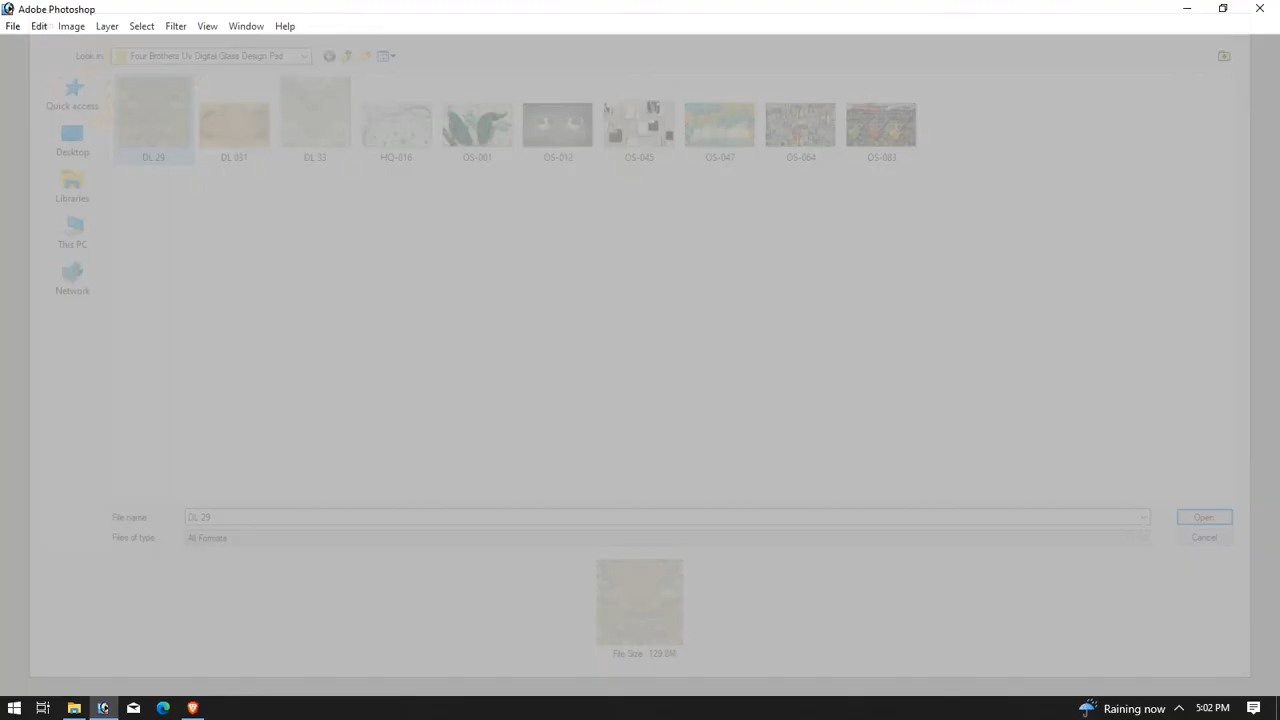 Adobe Photoshop
File Edit Image Layer Select Filter View Window Help
Look in: Four Brothers Uv Digital Glass Design Psd
Quick access
Desktop
Libraries
This PC
Network
DL 29 DL 031 DL 33 HQ-016 OS-001 OS-012 OS-045 OS-047 OS-064 OS-083
File name: DL 29 Open
Files of type: All Formats Cancel
File Size: 129.8M
Raining now 5:02 PM